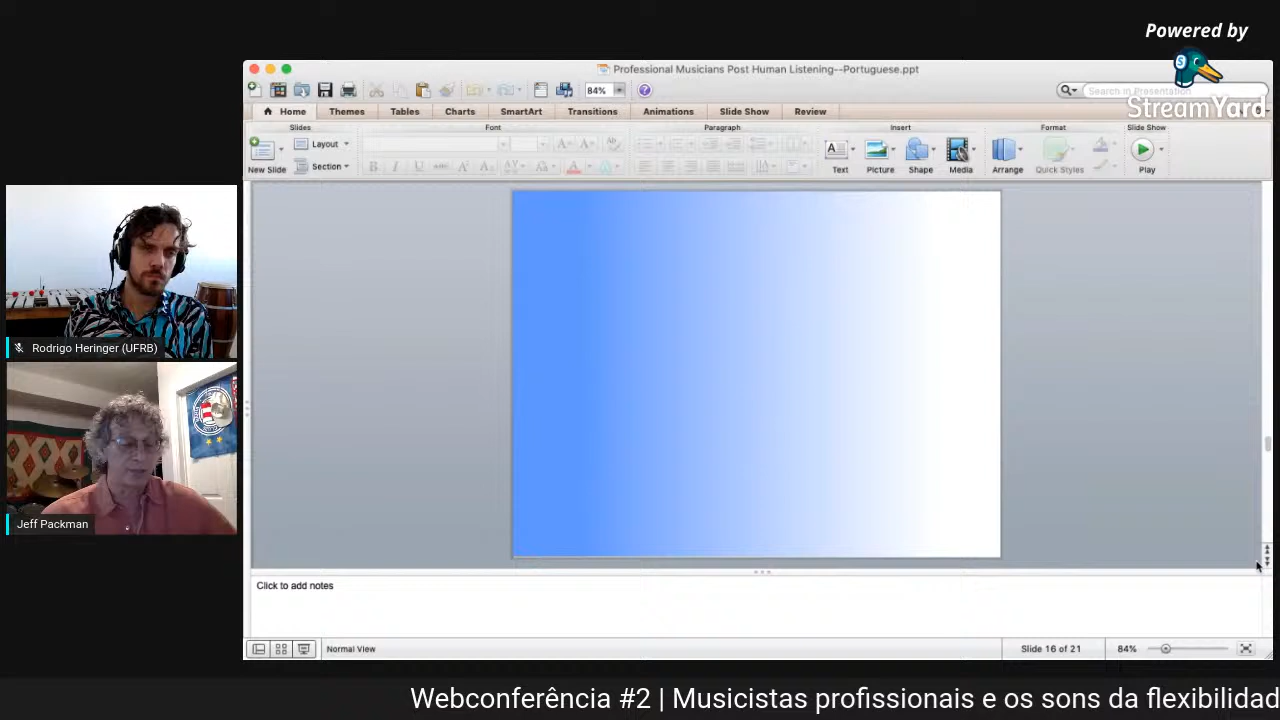 Powered by
StreamYard
Professional Musicians Post Human Listening--Portuguese.ppt
84%
Search in Presentation
Home
Themes
Tables
Charts
SmartArt
Transitions
Animations
Slide Show
Review
Slides
Font
Paragraph
Insert
Format
Slide Show
New Slide
Layout
Section
Text
Picture
Shape
Media
Arrange
Quick Styles
Play
Rodrigo Heringer (UFRB)
Jeff Packman
Click to add notes
Normal View
Slide 16 of 21
84%
Webconferência #2 | Musicistas profissionais e os sons da flexibilidad